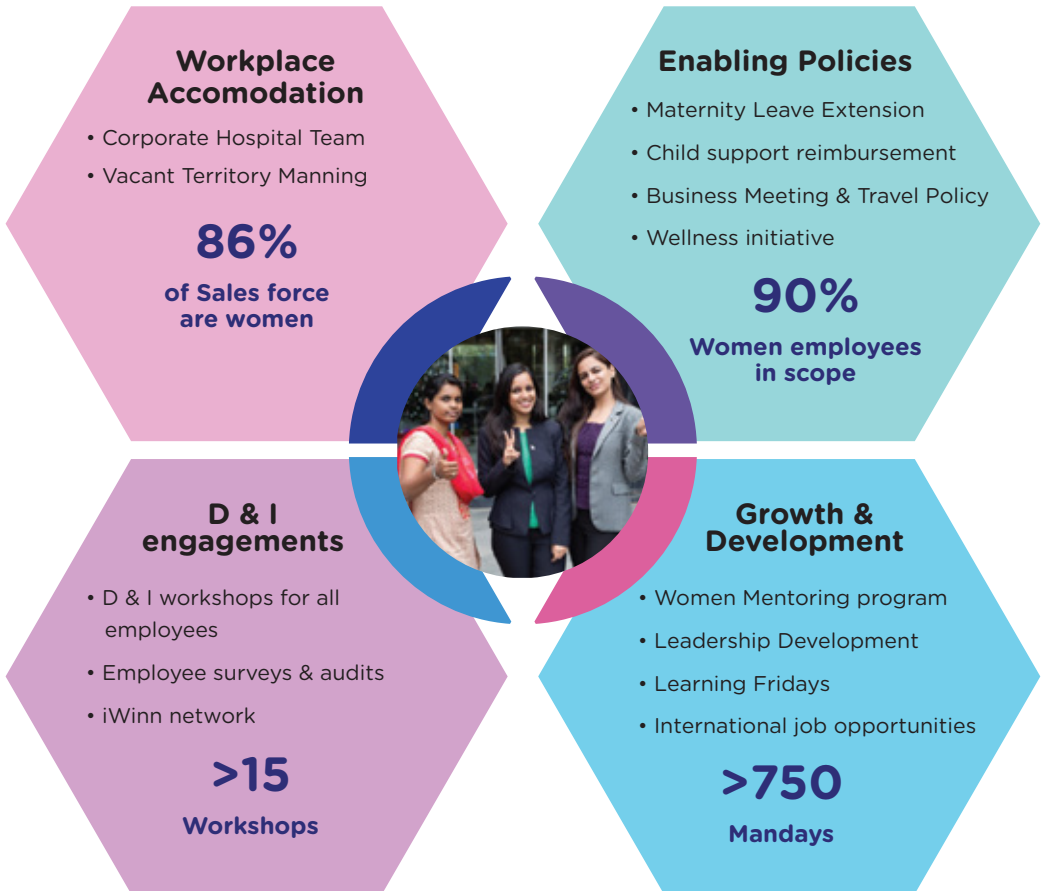 Workplace
Accomodation
• Corporate Hospital Team
• Vacant Territory Manning
86%
of Sales force
are women
Enabling Policies
• Maternity Leave Extension
• Child support reimbursement
• Business Meeting & Travel Policy
• Wellness initiative
90%
Women employees
in scope
D & I
engagements
• D & I workshops for all
employees
• Employee surveys & audits
• iWinn network
>15
Workshops
Growth &
Development
• Women Mentoring program
• Leadership Development
• Learning Fridays
• International job opportunities
>750
Mandays